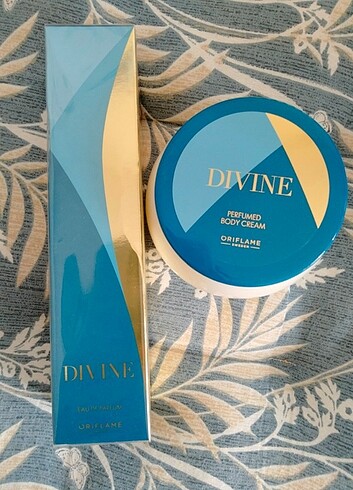 DIVINE
EAU DE PARFUM
ORIFLAME
DIVINE
PERFUMED
BODY CREAM
ORIFLAME
SWEDEN